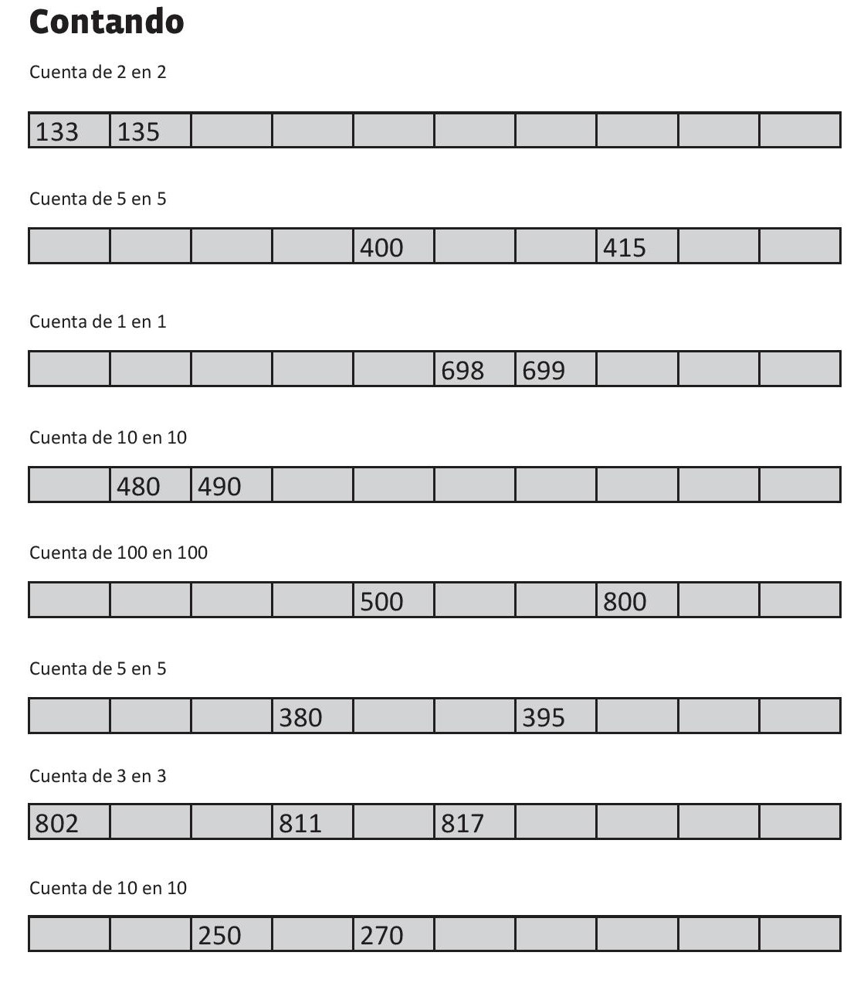 Contando
Cuenta de 2 en 2
133 135
Cuenta de 5 en 5
400 415
Cuenta de 1 en 1
698 699
Cuenta de 10 en 10
480 490
Cuenta de 100 en 100
500 800
Cuenta de 5 en 5
380 395
Cuenta de 3 en 3
802 811 817
Cuenta de 10 en 10
250 270